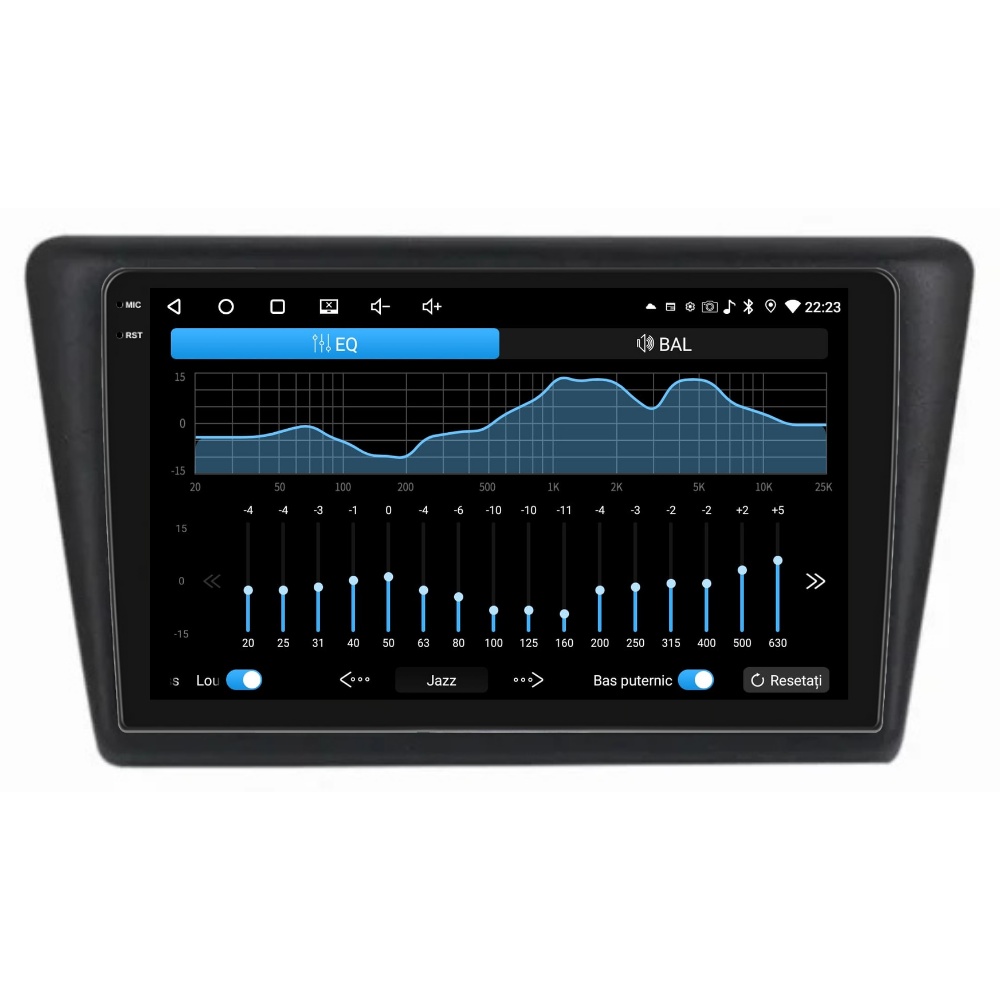 MIC
22:23
RST
EQ
BAL
15
0
-15
20 50 100 200 500 1K 2K 5K 10K 25K
-4 -4 -3 -1 0 -4 -6 -10 -10 -11 -4 -3 -2 -2 +2 +5
15
0
-15
20 25 31 40 50 63 80 100 125 160 200 250 315 400 500 630
s Lou Jazz Bas puternic Resetați